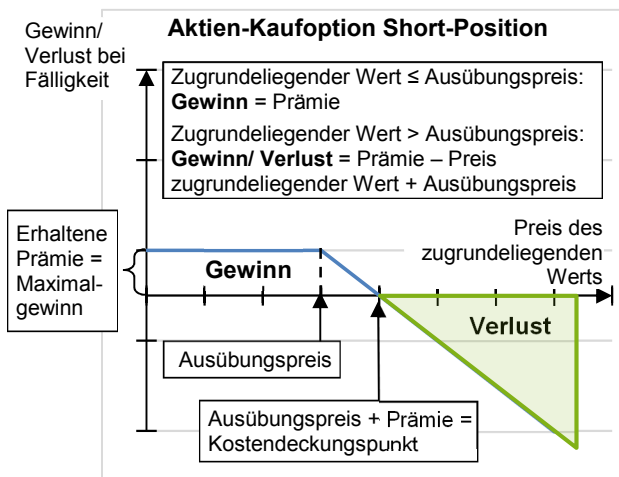 Gewinn/
Verlust bei
Fälligkeit
Aktien-Kaufoption Short-Position
Zugrundeliegender Wert ≤ Ausübungspreis:
Gewinn = Prämie
Zugrundeliegender Wert > Ausübungspreis:
Gewinn/ Verlust = Prämie – Preis
zugrundeliegender Wert + Ausübungspreis
Erhaltene
Prämie =
Maximal-
gewinn
Gewinn
Preis des
zugrundeliegenden
Werts
Verlust
Ausübungspreis
Ausübungspreis + Prämie =
Kostendeckungspunkt